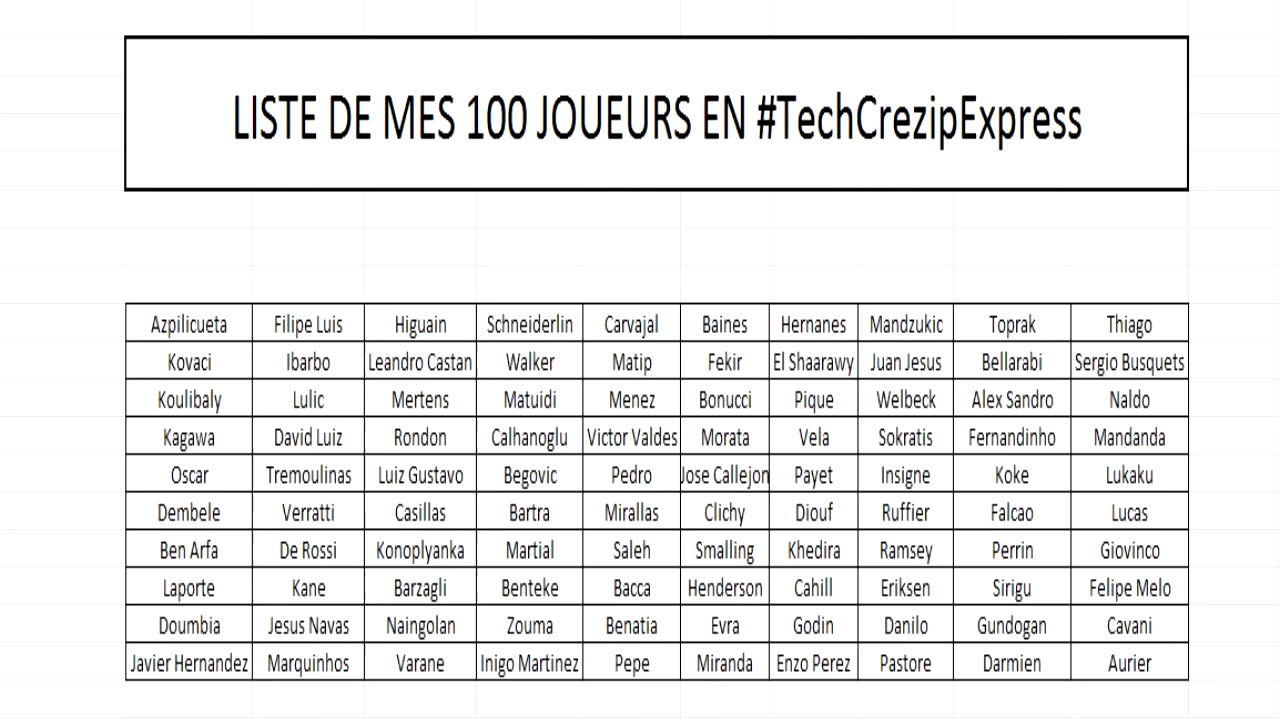 LISTE DE MES 100 JOUEURS EN #TechCrezipExpress
Azpilicueta Filipe Luis Higuain Schneiderlin Carvajal Baines Hernanes Mandzukic Toprak Thiago
Kovaci Ibarbo Leandro Castan Walker Matip Fekir El Shaarawy Juan Jesus Bellarabi Sergio Busquets
Koulibaly Lulic Mertens Matuidi Menez Bonucci Pique Welbeck Alex Sandro Naldo
Kagawa David Luiz Rondon Calhanoglu Victor Valdes Morata Vela Sokratis Fernandinho Mandanda
Oscar Tremoulinas Luiz Gustavo Begovic Pedro Jose Callejon Payet Insigne Koke Lukaku
Dembele Verratti Casillas Bartra Mirallas Clichy Diouf Ruffier Falcao Lucas
Ben Arfa De Rossi Konoplyanka Martial Saleh Smalling Khedira Ramsey Perrin Giovinco
Laporte Kane Barzagli Benteke Bacca Henderson Cahill Eriksen Sirigu Felipe Melo
Doumbia Jesus Navas Naingolan Zouma Benatia Evra Godin Danilo Gundogan Cavani
Javier Hernandez Marquinhos Varane Inigo Martinez Pepe Miranda Enzo Perez Pastore Darmien Aurier